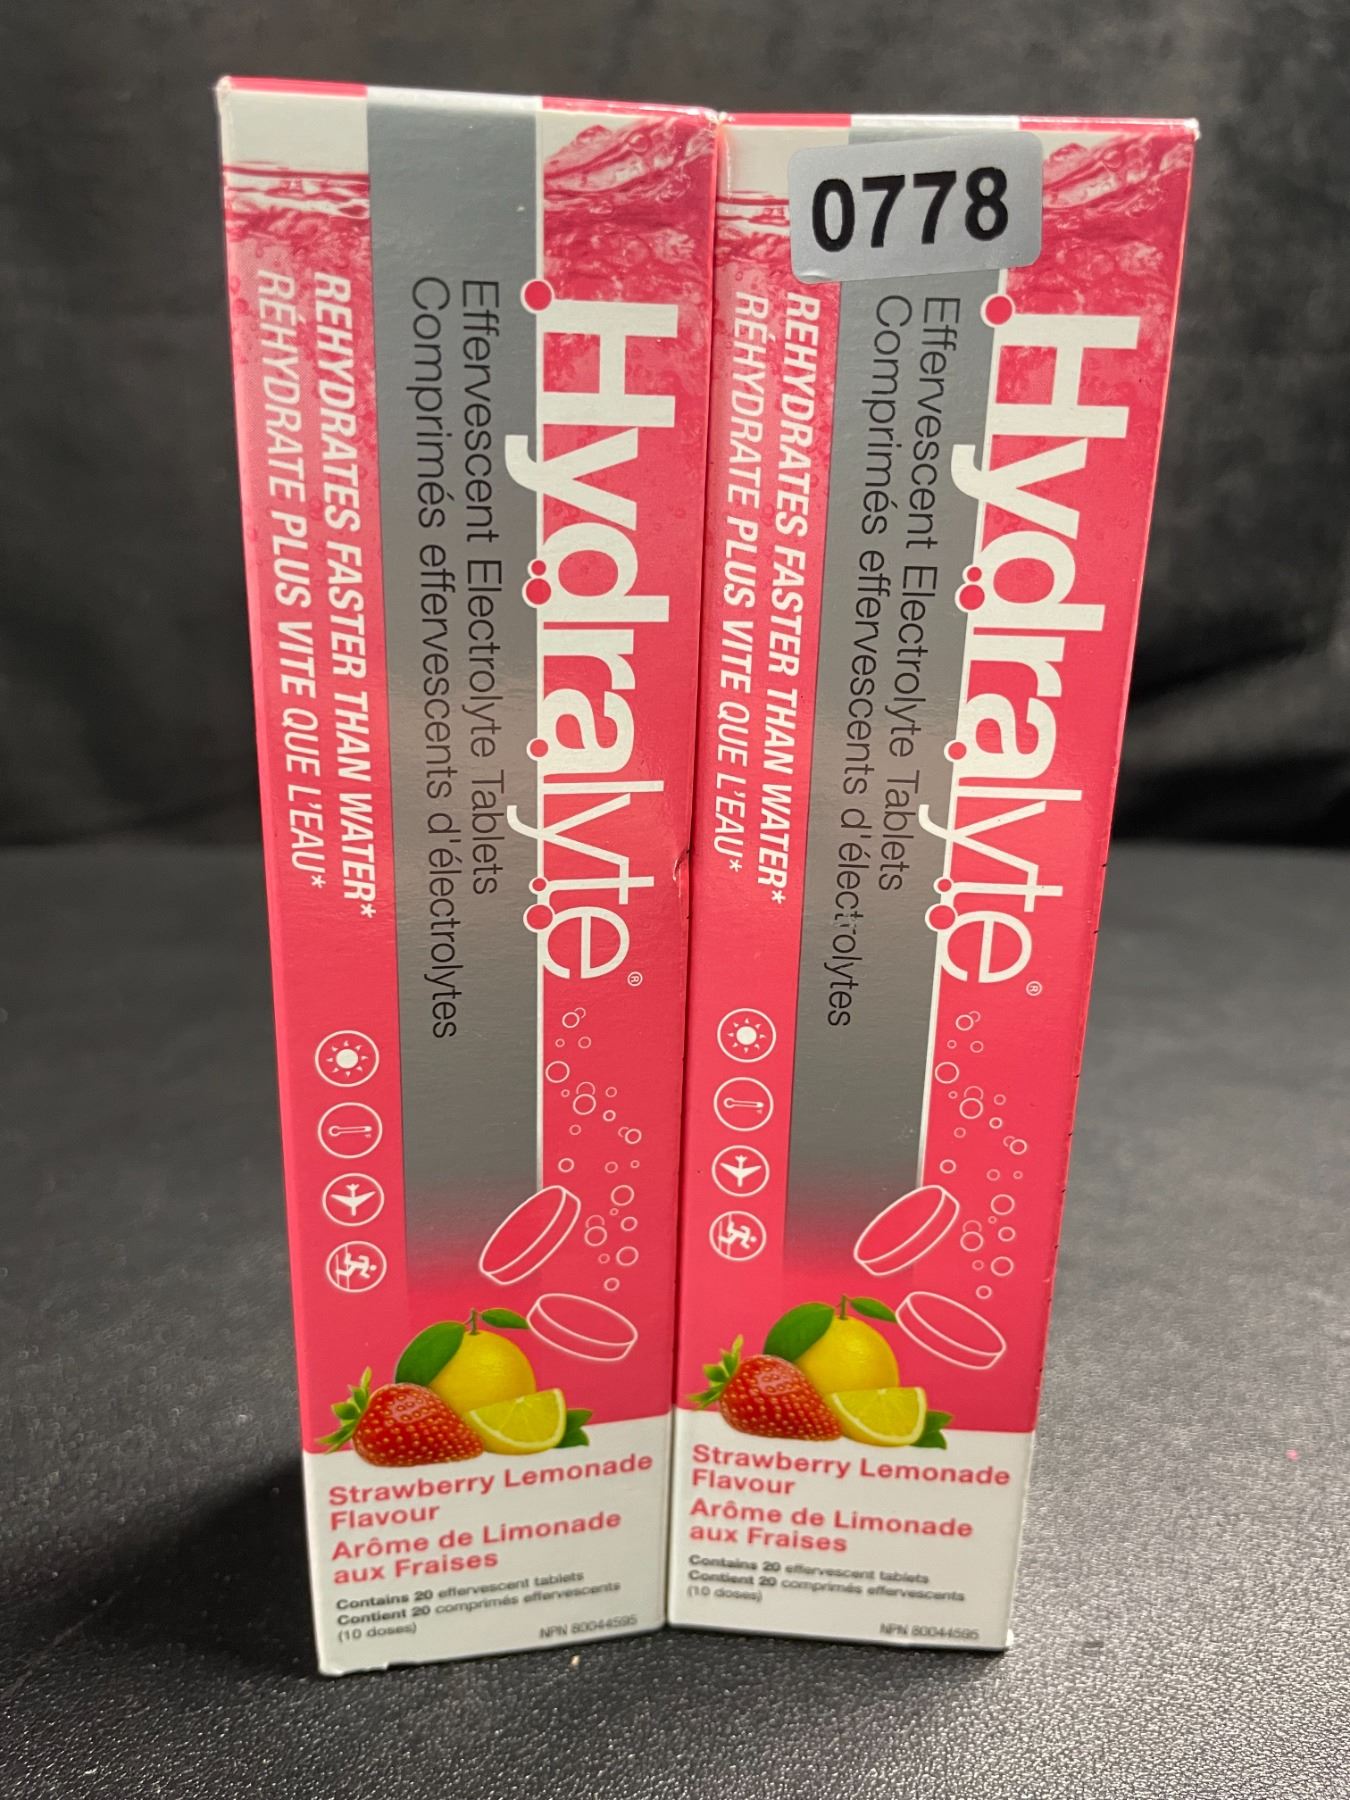 Hydralyte®
Effervescent Electrolyte Tablets
Comprimés effervescents d'électrolytes
REHYDRATES FASTER THAN WATER*
RÉHYDRATE PLUS VITE QUE L'EAU*
Strawberry Lemonade
Flavour
Arôme de Limonade
aux Fraises
Contains 20 effervescent tablets
Contient 20 comprimés effervescents
(10 doses)
NPN 80044595
0778
Hydralyte®
Effervescent Electrolyte Tablets
Comprimés effervescents d'électrolytes
REHYDRATES FASTER THAN WATER*
RÉHYDRATE PLUS VITE QUE L'EAU*
Strawberry Lemonade
Flavour
Arôme de Limonade
aux Fraises
Contains 20 effervescent tablets
Contient 20 comprimés effervescents
(10 doses)
NPN 80044595